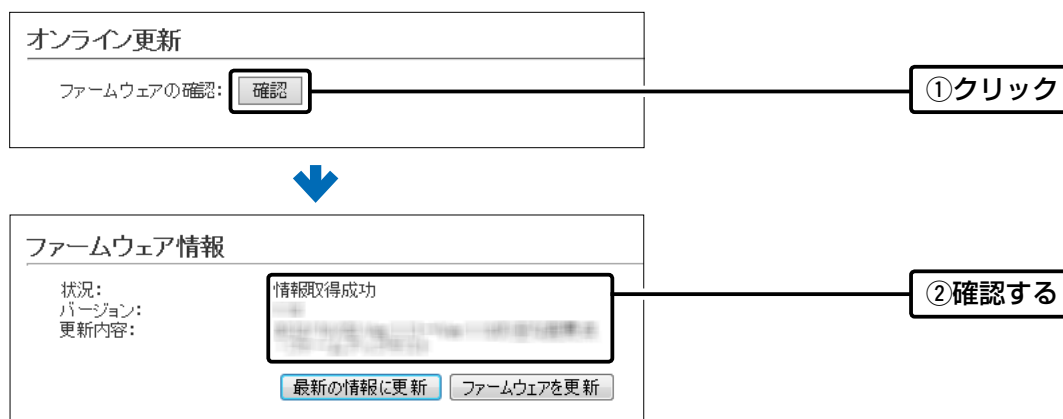 オンライン更新
ファームウェアの確認: 確認
①クリック
ファームウェア情報
状況: 情報取得成功
バージョン:
更新内容:
②確認する
最新の情報に更新 ファームウェアを更新